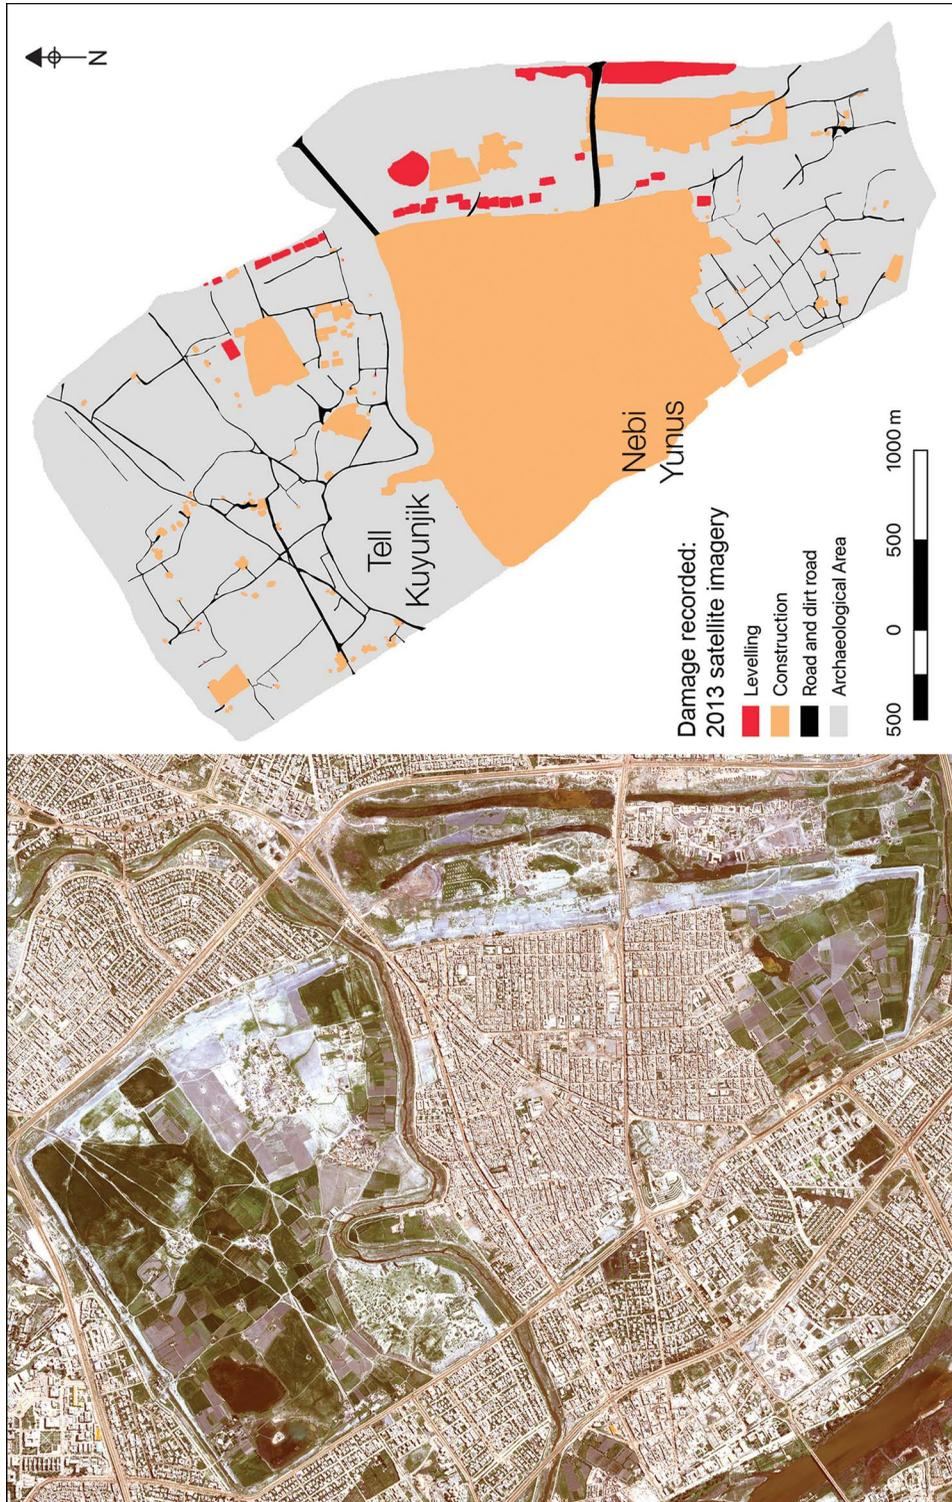 N
Tell
Kuyunjik
Nebi
Yunus
Damage recorded:
2013 satellite imagery
Levelling
Construction
Road and dirt road
Archaeological Area
500
0
500
1000 m